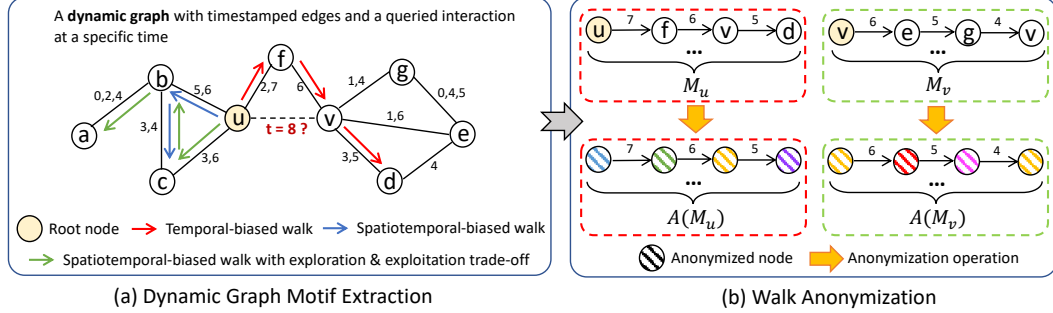 A dynamic graph with timestamped edges and a queried interaction
at a specific time
f
g
b
2,7
6
1,4
0,2,4
5,6
0,4,5
u
t = 8 ?
v
1,6
e
a
3,4
3,6
3,5
4
c
d
Root node
Temporal-biased walk
Spatiotemporal-biased walk
Spatiotemporal-biased walk with exploration & exploitation trade-off
(a) Dynamic Graph Motif Extraction
u 7 f 6 v 5 d
...
M_u
v 6 e 5 g 4 v
...
M_v
7 6 5
...
A(M_u)
6 5 4
...
A(M_v)
Anonymized node
Anonymization operation
(b) Walk Anonymization